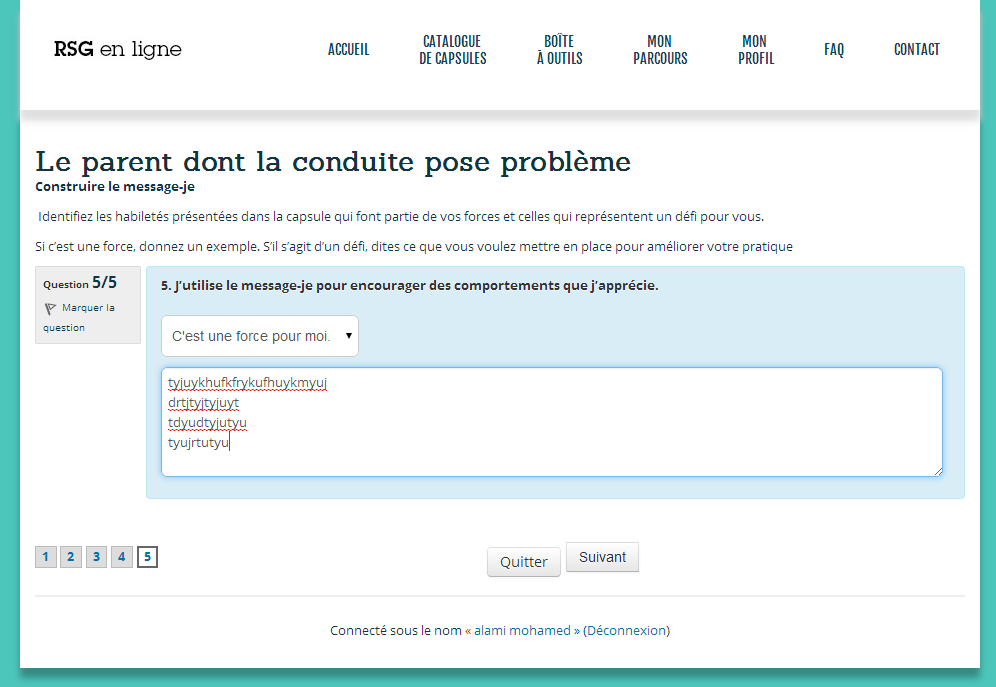 RSG en ligne
ACCUEIL
CATALOGUE
DE CAPSULES
BOÎTE
À OUTILS
MON
PARCOURS
MON
PROFIL
FAQ
CONTACT
Le parent dont la conduite pose problème
Construire le message-je
Identifiez les habiletés présentées dans la capsule qui font partie de vos forces et celles qui représentent un défi pour vous.
Si c’est une force, donnez un exemple. S’il s’agit d’un défi, dites ce que vous voulez mettre en place pour améliorer votre pratique
Question 5/5
Marquer la
question
5. J’utilise le message-je pour encourager des comportements que j’apprécie.
C'est une force pour moi.
tyjuykhufkfrykufhuykmyuj
drtjtyjtyjuyt
tdyudtyjutyu
tyujrtutyu
1 2 3 4 5
Quitter
Suivant
Connecté sous le nom « alami mohamed » (Déconnexion)